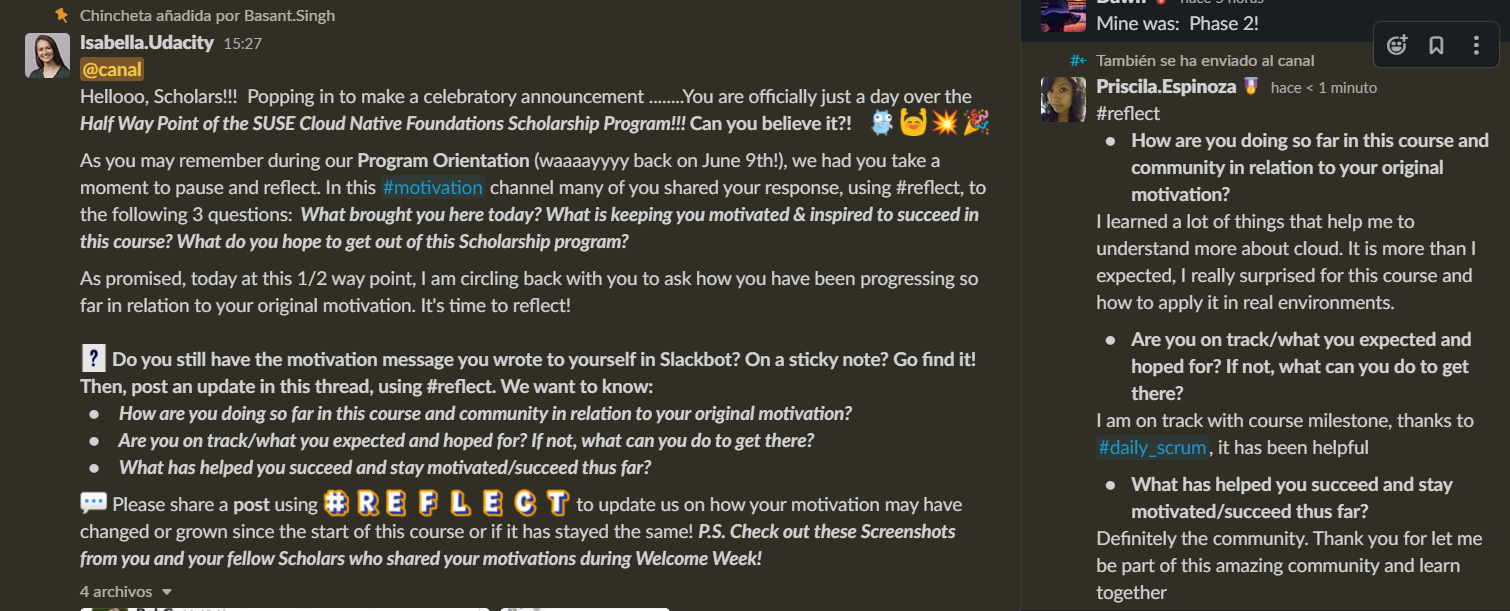 Chincheta añadida por Basant.Singh
Isabella.Udacity 15:27
@canal
Hellooo, Scholars!!! Popping in to make a celebratory announcement ........You are officially just a day over the
Half Way Point of the SUSE Cloud Native Foundations Scholarship Program!!! Can you believe it?!
As you may remember during our Program Orientation (waaaayyyy back on June 9th!), we had you take a
moment to pause and reflect. In this #motivation channel many of you shared your response, using #reflect, to
the following 3 questions: What brought you here today? What is keeping you motivated & inspired to succeed in
this course? What do you hope to get out of this Scholarship program?
As promised, today at this 1/2 way point, I am circling back with you to ask how you have been progressing so
far in relation to your original motivation. It's time to reflect!
? Do you still have the motivation message you wrote to yourself in Slackbot? On a sticky note? Go find it!
Then, post an update in this thread, using #reflect. We want to know:
• How are you doing so far in this course and community in relation to your original motivation?
• Are you on track/what you expected and hoped for? If not, what can you do to get there?
• What has helped you succeed and stay motivated/succeed thus far?
Please share a post using # R E F L E C T to update us on how your motivation may have
changed or grown since the start of this course or if it has stayed the same! P.S. Check out these Screenshots
from you and your fellow Scholars who shared your motivations during Welcome Week!
4 archivos
Dawn hace 5 horas
Mine was: Phase 2!
También se ha enviado al canal
Priscila.Espinoza hace < 1 minuto
#reflect
• How are you doing so far in this course and
community in relation to your original
motivation?
I learned a lot of things that help me to
understand more about cloud. It is more than I
expected, I really surprised for this course and
how to apply it in real environments.
• Are you on track/what you expected and
hoped for? If not, what can you do to get
there?
I am on track with course milestone, thanks to
#daily_scrum, it has been helpful
• What has helped you succeed and stay
motivated/succeed thus far?
Definitely the community. Thank you for let me
be part of this amazing community and learn
together